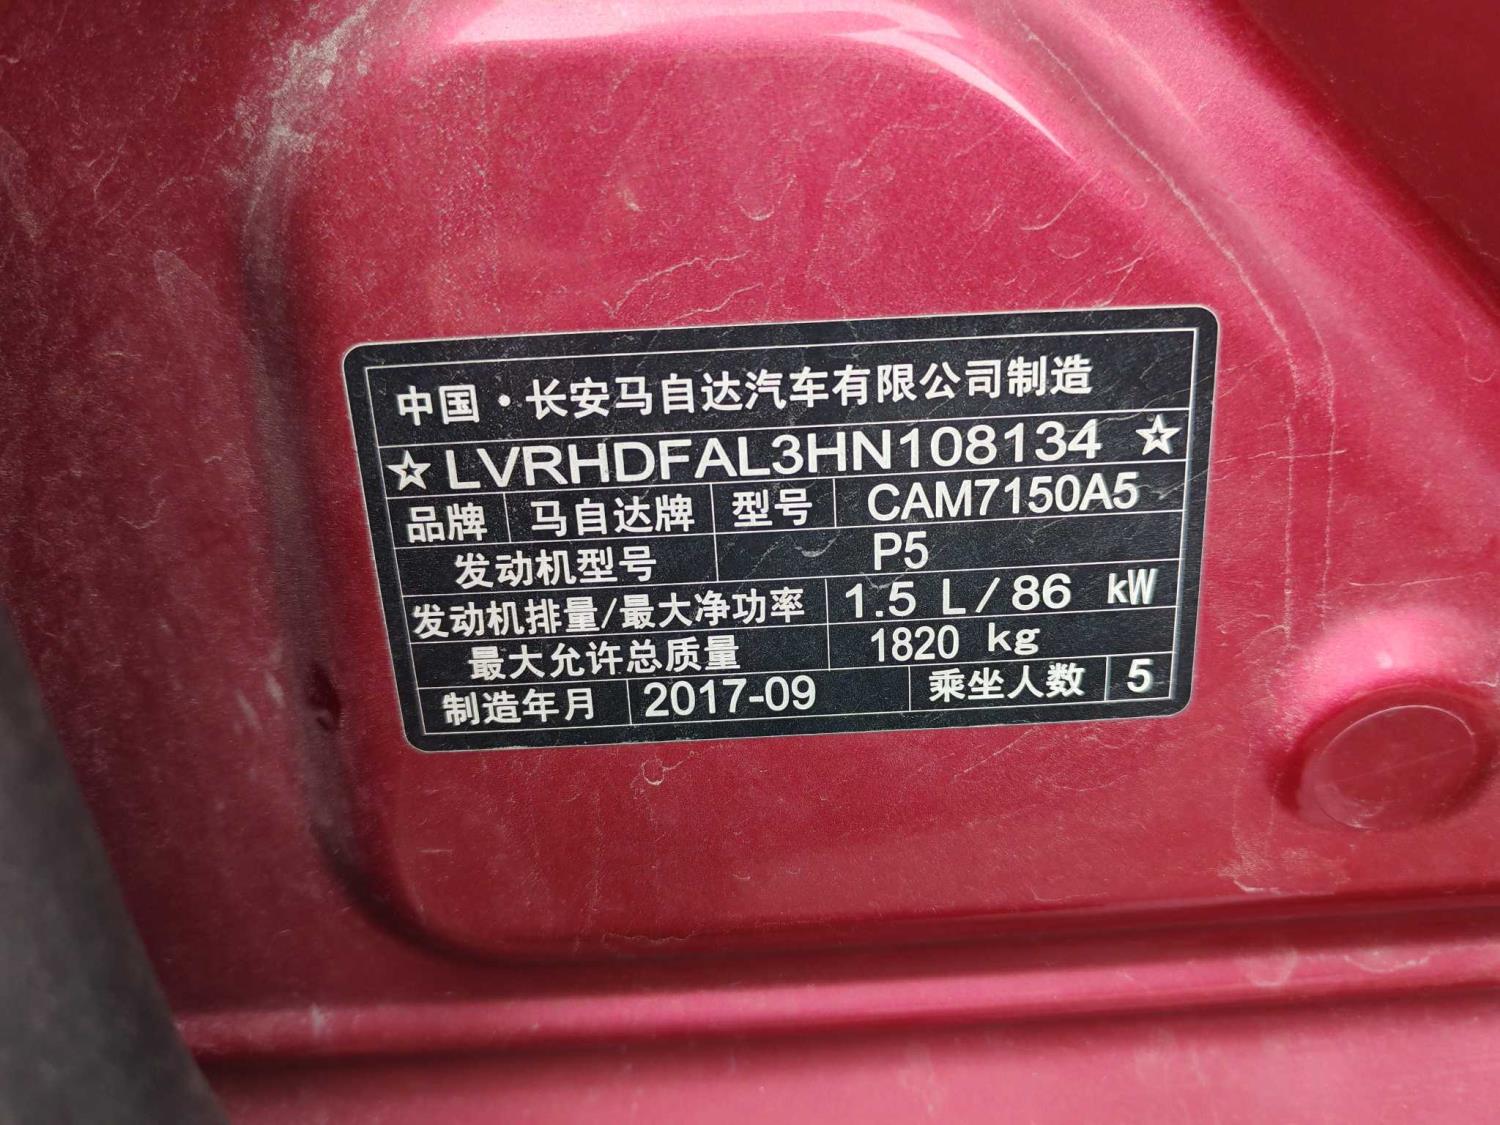 中国·长安马自达汽车有限公司制造
☆LVRHDFAL3HN108134☆
品牌 马自达牌 型号 CAM7150A5
发动机型号 P5
发动机排量/最大净功率 1.5 L/86 kW
最大允许总质量 1820 kg
制造年月 2017-09 乘坐人数 5